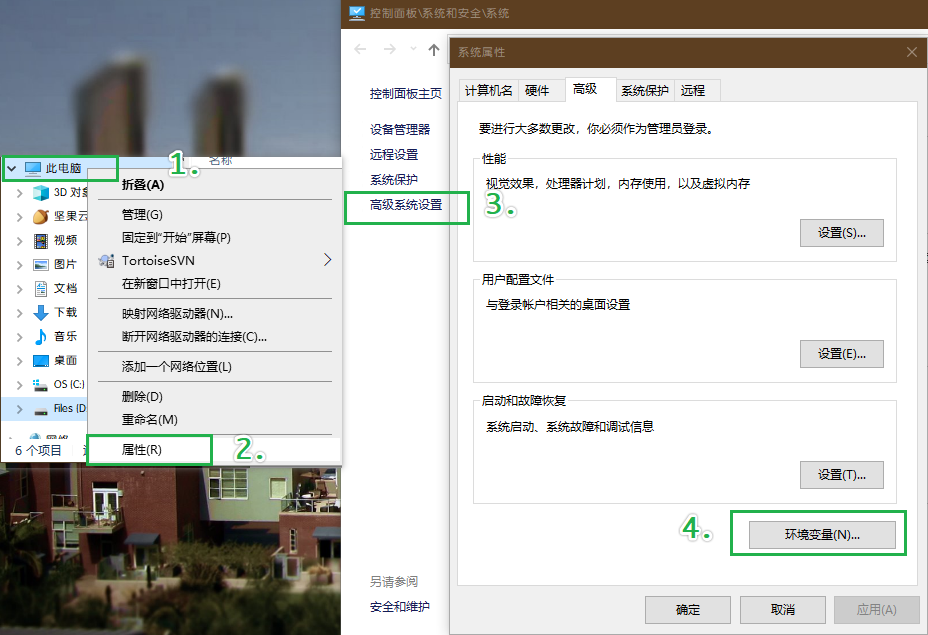 控制面板\系统和安全\系统
系统属性
控制面板主页
设备管理器
远程设置
系统保护
高级系统设置
3.
另请参阅
安全和维护
计算机名
硬件
高级
系统保护
远程
要进行大多数更改，你必须作为管理员登录。
性能
视觉效果，处理器计划，内存使用，以及虚拟内存
设置(S)...
用户配置文件
与登录帐户相关的桌面设置
设置(E)...
启动和故障恢复
系统启动、系统故障和调试信息
设置(T)...
4.
环境变量(N)...
确定
取消
应用(A)
名称
此电脑
1.
3D 对
坚果云
视频
图片
文档
下载
音乐
桌面
OS (C:)
Files (D
网络
6 个项目
折叠(A)
管理(G)
固定到"开始"屏幕(P)
TortoiseSVN
在新窗口中打开(E)
映射网络驱动器(N)...
断开网络驱动器的连接(C)...
添加一个网络位置(L)
删除(D)
重命名(M)
属性(R)
2.